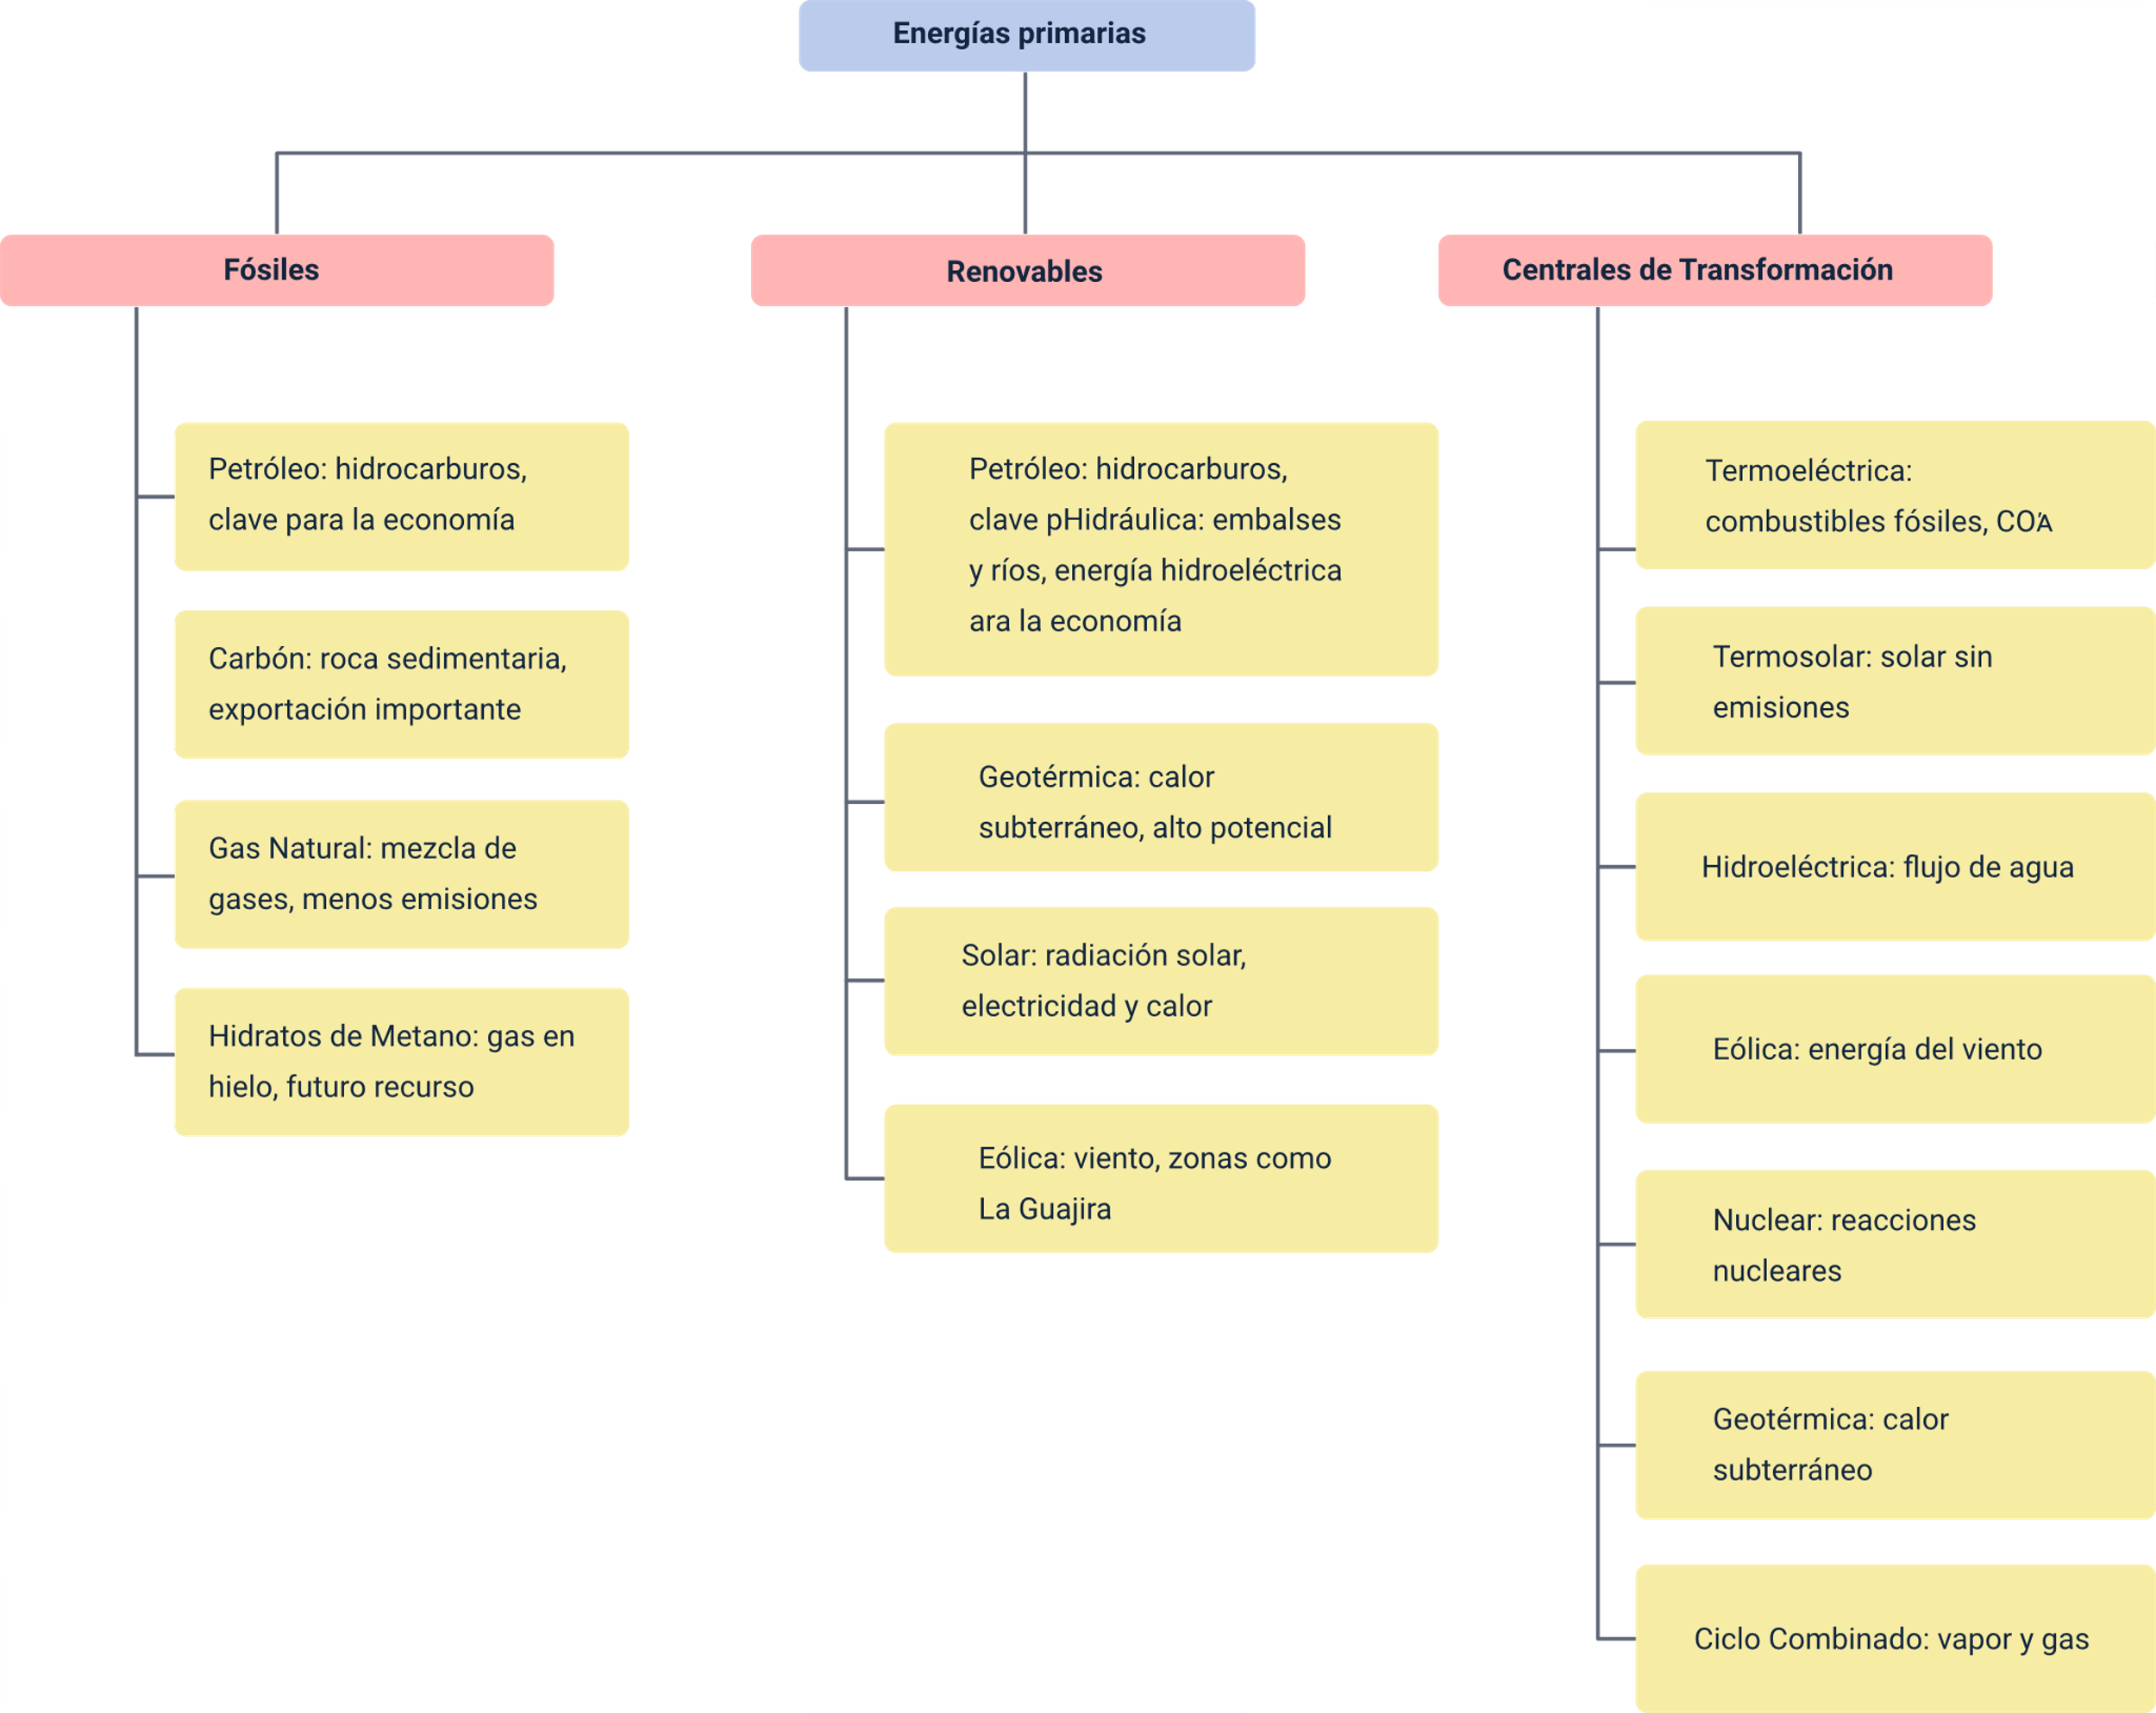 Energías primarias
Fósiles
Petróleo: hidrocarburos,
clave para la economía
Carbón: roca sedimentaria,
exportación importante
Gas Natural: mezcla de
gases, menos emisiones
Hidratos de Metano: gas en
hielo, futuro recurso
Renovables
Petróleo: hidrocarburos,
clave pHidráulica: embalses
y ríos, energía hidroeléctrica
ara la economía
Geotérmica: calor
subterráneo, alto potencial
Solar: radiación solar,
electricidad y calor
Eólica: viento, zonas como
La Guajira
Centrales de Transformación
Termoeléctrica:
combustibles fósiles, COΆ
Termosolar: solar sin
emisiones
Hidroeléctrica: flujo de agua
Eólica: energía del viento
Nuclear: reacciones
nucleares
Geotérmica: calor
subterráneo
Ciclo Combinado: vapor y gas